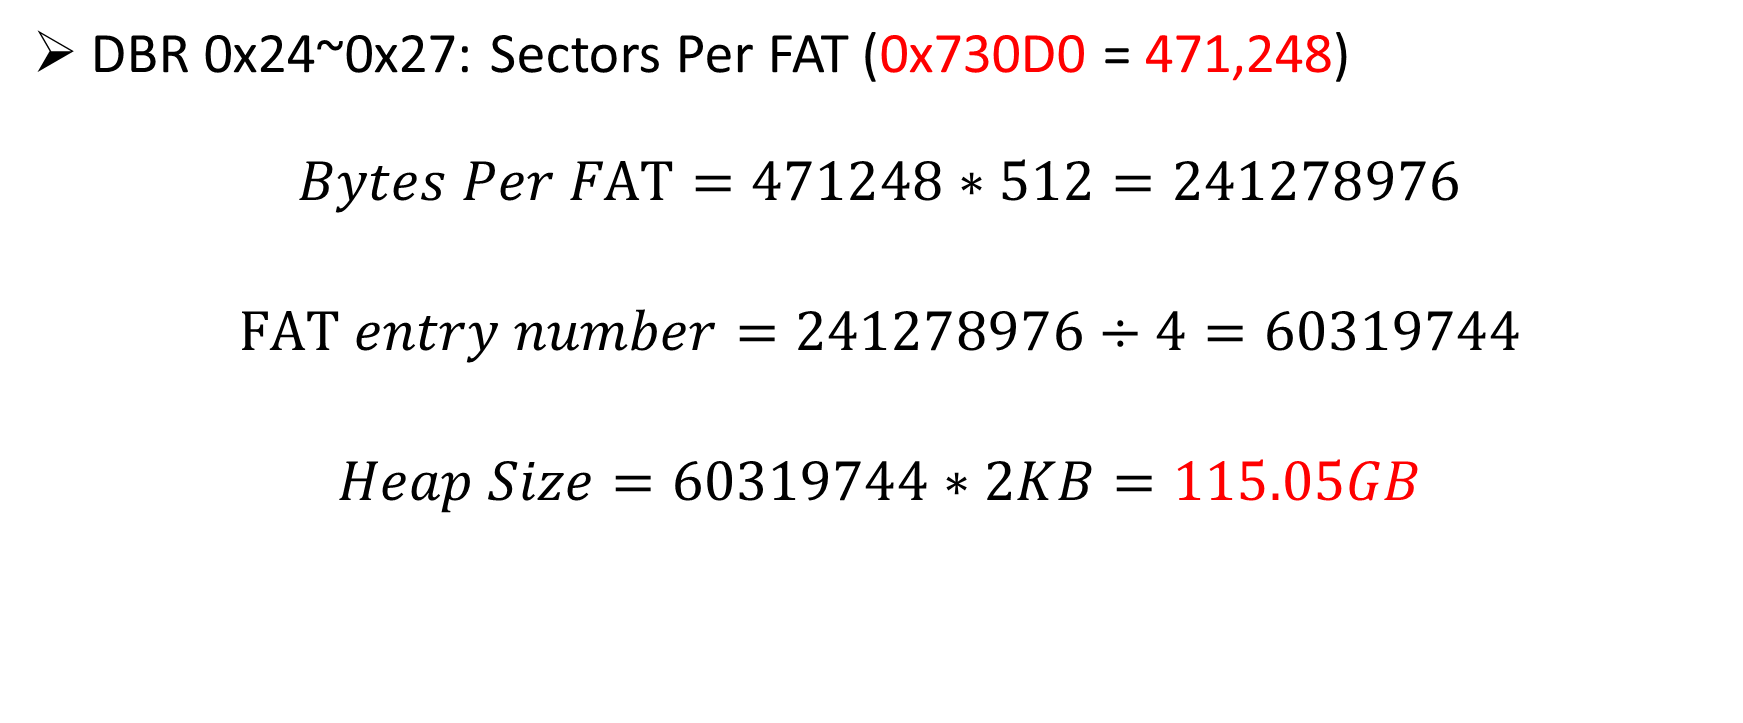 ➢ DBR 0x24~0x27: Sectors Per FAT (0x730D0 = 471,248)
Bytes Per FAT = 471248 ∗ 512 = 241278976
FAT entry number = 241278976 ÷ 4 = 60319744
Heap Size = 60319744 ∗ 2KB = 115.05GB